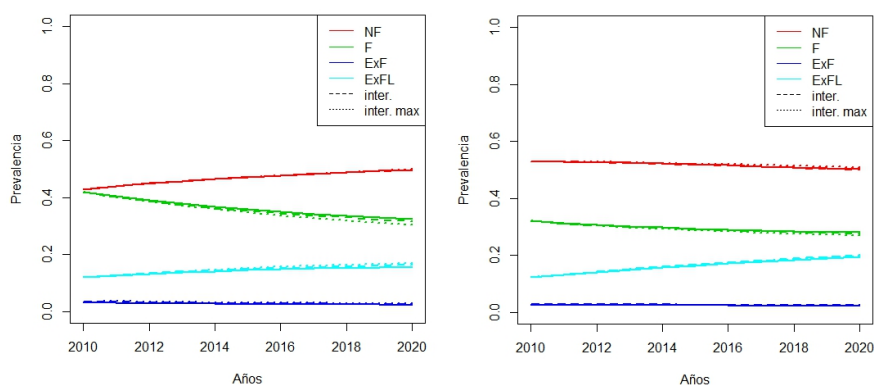 1.0
0.8
0.6
0.4
0.2
0.0
Prevalencia
2010 2012 2014 2016 2018 2020
Años
NF
F
ExF
ExFL
inter.
inter. max
1.0
0.8
0.6
0.4
0.2
0.0
Prevalencia
2010 2012 2014 2016 2018 2020
Años
NF
F
ExF
ExFL
inter.
inter. max